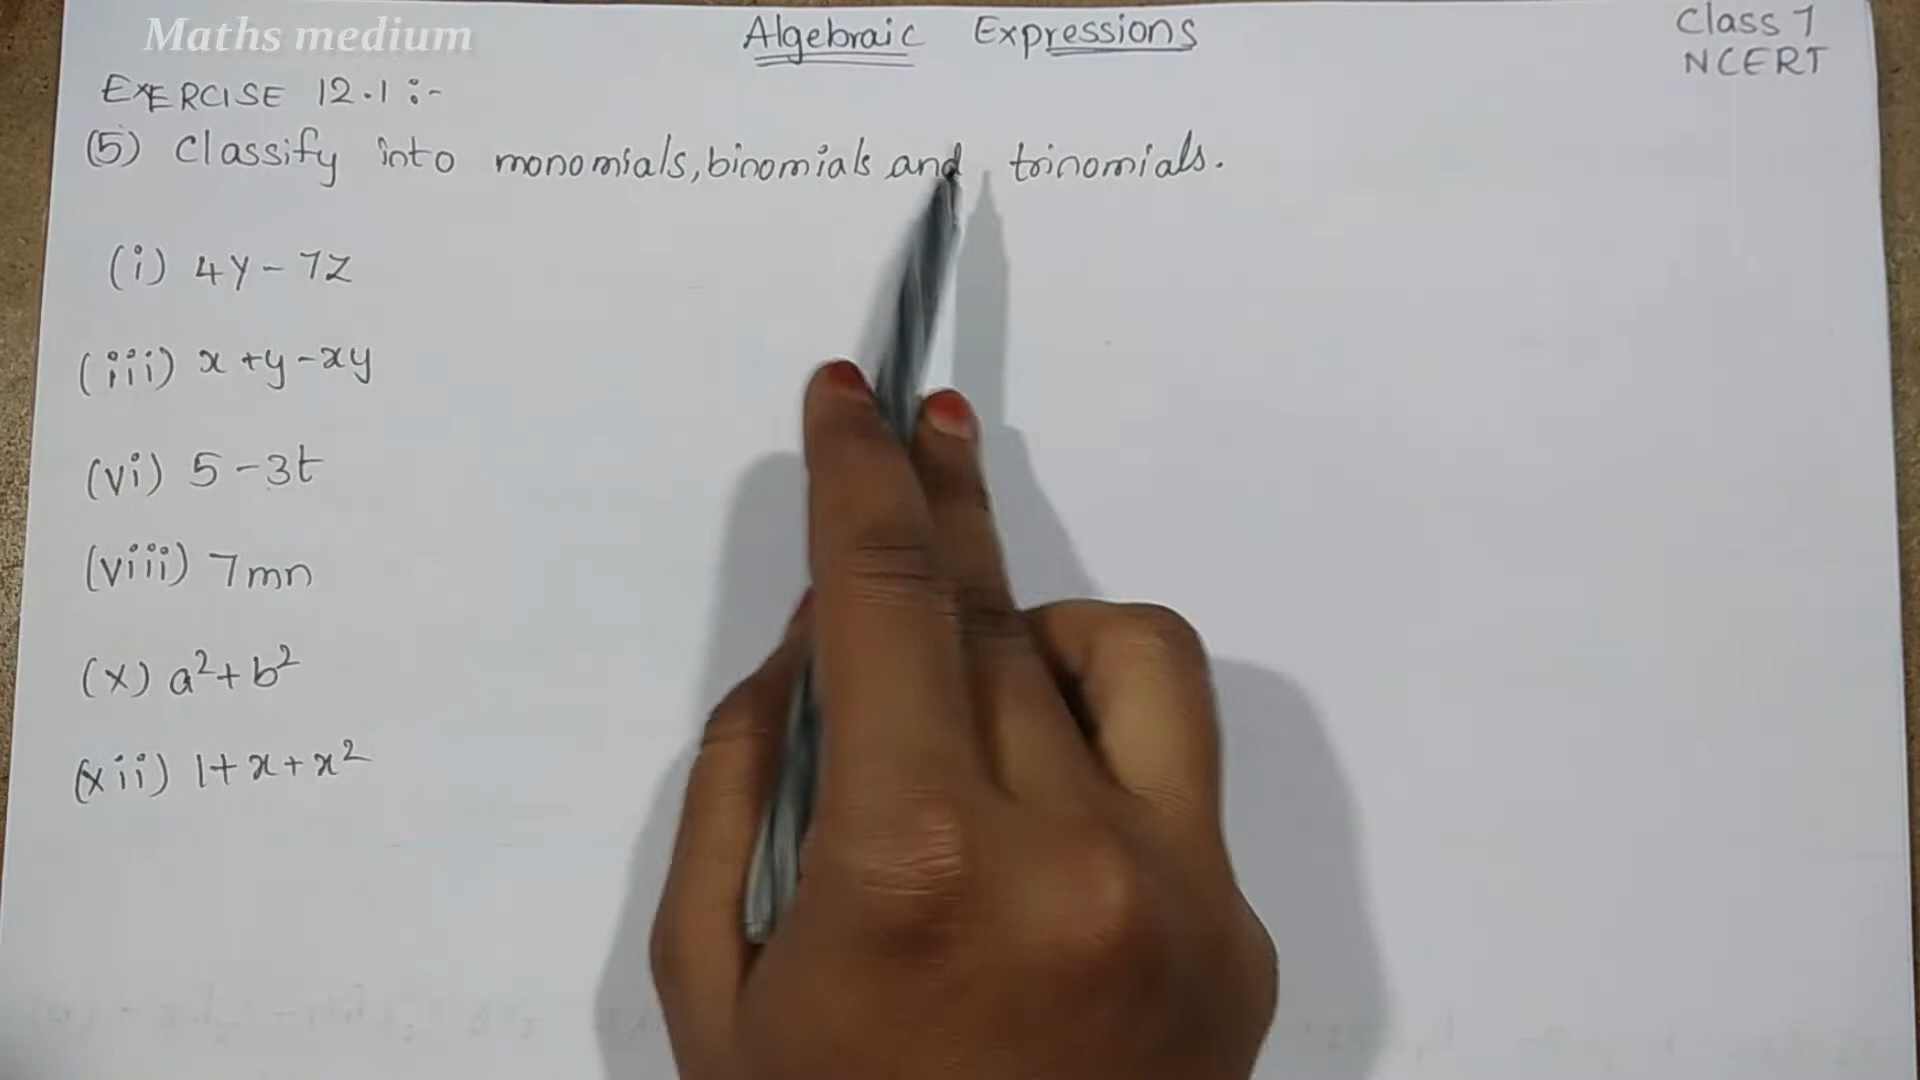 Maths medium
Algebraic Expressions
Class 7
NCERT
EXERCISE 12.1 :-
(5) Classify into monomials, binomials and trinomials.
(i) 4y - 7z
(iii) x + y - xy
(vi) 5 - 3t
(viii) 7mn
(x) a² + b²
(xii) 1 + x + x²